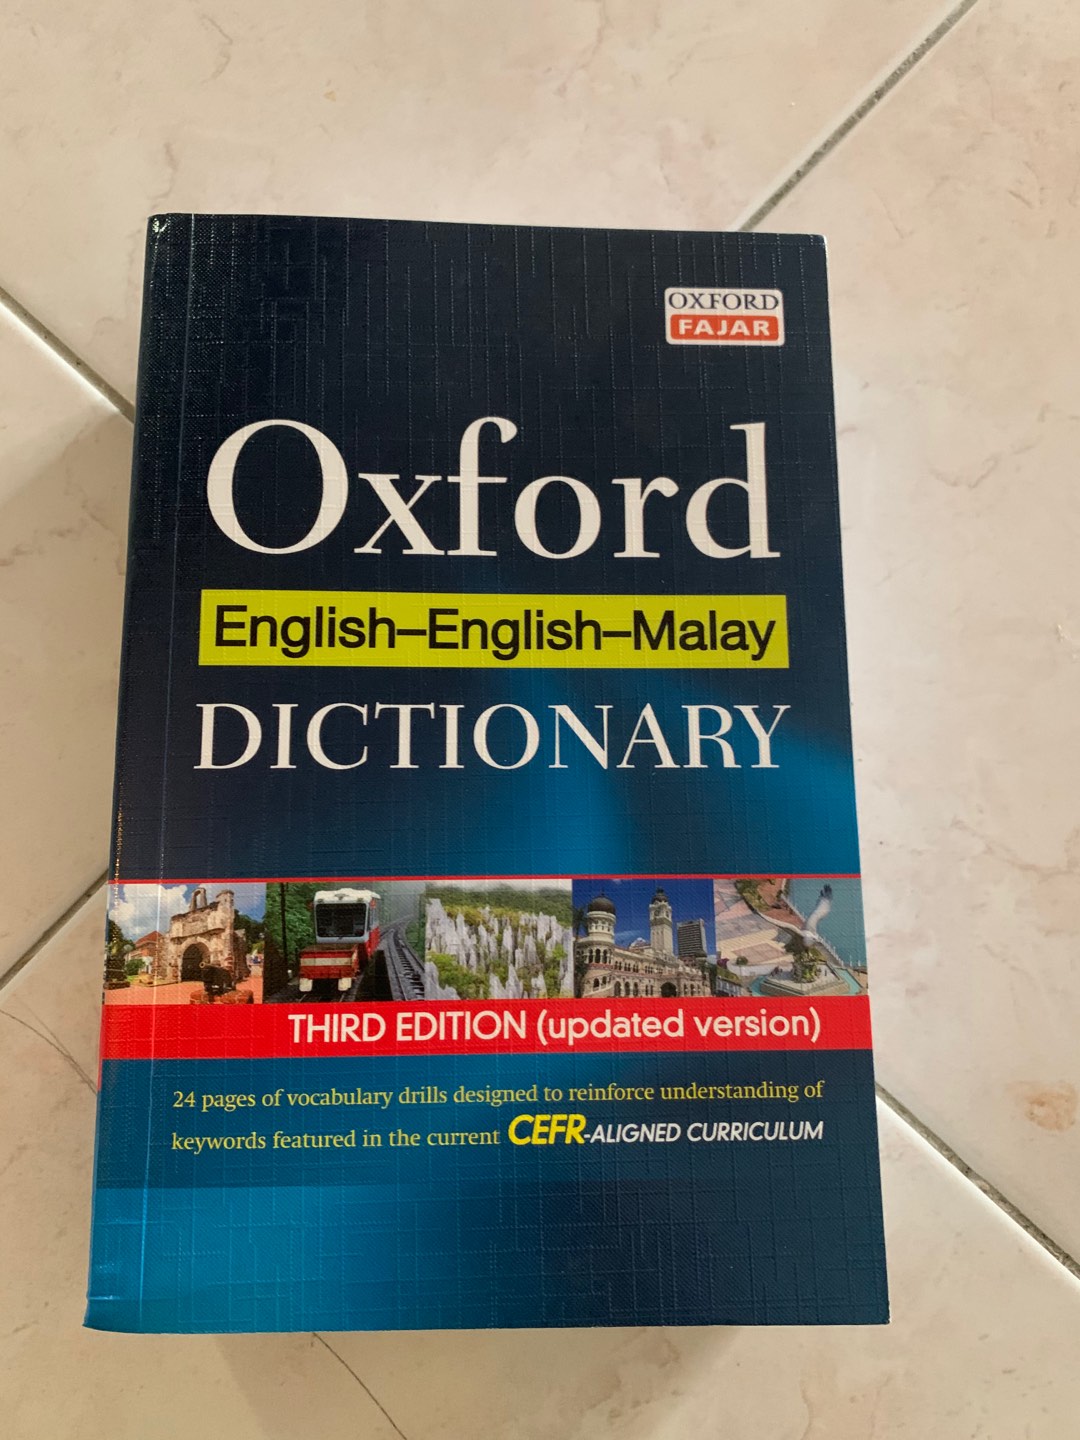 OXFORD
FAJAR
Oxford
English–English–Malay
DICTIONARY
THIRD EDITION (updated version)
24 pages of vocabulary drills designed to reinforce understanding of
keywords featured in the current CEFR-ALIGNED CURRICULUM